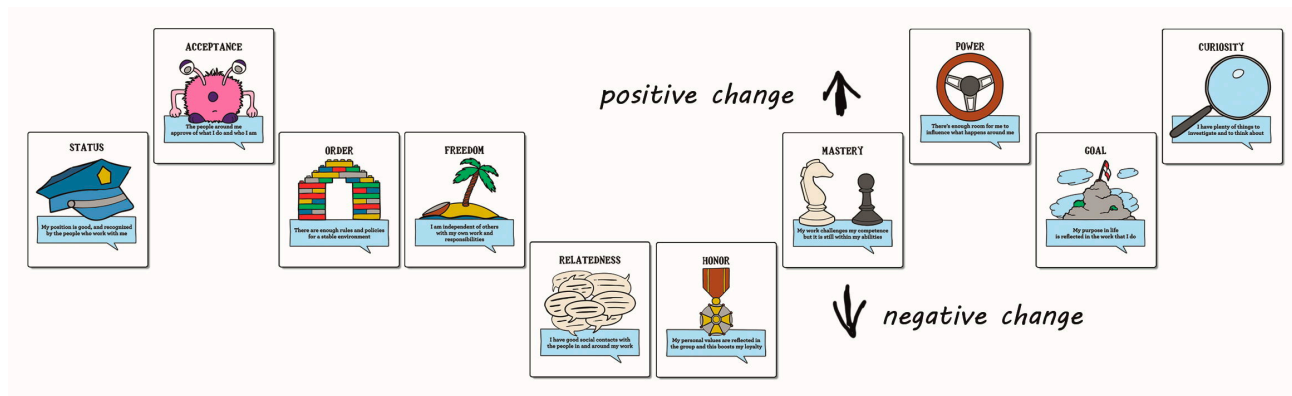 STATUS
My position is good, and recognized
by the people who work with me
ACCEPTANCE
The people around me
approve of what I do and who I am
ORDER
There are enough rules and policies
for a stable environment
FREEDOM
I am independent of others
with my own work and
responsibilities
RELATEDNESS
I have good social contacts with
the people in and around my work
HONOR
My personal values are reflected in
the group and this boosts my loyalty
positive change
MASTERY
My work challenges my competence
but it is still within my abilities
negative change
POWER
There's enough room for me to
influence what happens around me
GOAL
My purpose in life
is reflected in the work that I do
CURIOSITY
I have plenty of things to
investigate and to think about